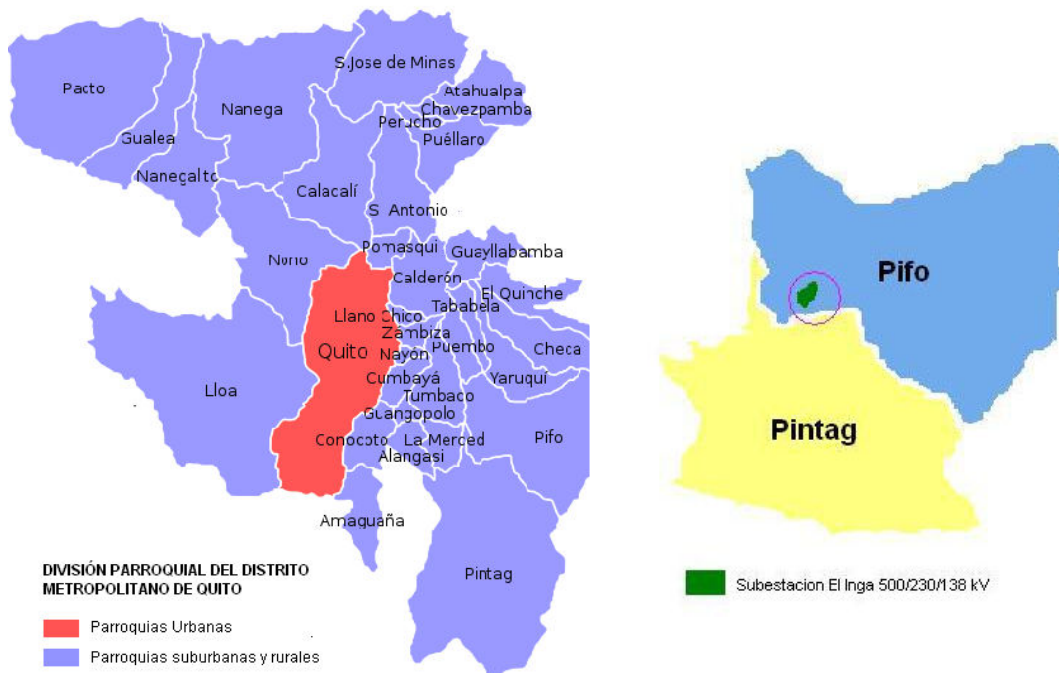 S.Jose de Minas
Pacto
Nanega
Atahualpa
Chavezpamba
Perucho
Gualea
Puéllaro
Nanegalto
Calacalí
S Antonio
Pomasqui
Guayllabamba
Nono
Calderón
El Quinche
Tababela
Llano Chico
Zámbiza
Puembo
Quito
Nayón
Checa
Cumbayá
Yaruquí
Lloa
Tumbaco
Guangopolo
Conocoto
La Merced
Pifo
Alangasi
Amaguaña
Pintag
DIVISIÓN PARROQUIAL DEL DISTRITO
METROPOLITANO DE QUITO
Parroquias Urbanas
Parroquias suburbanas y rurales
Pifo
Pintag
Subestacion El Inga 500/230/138 kV